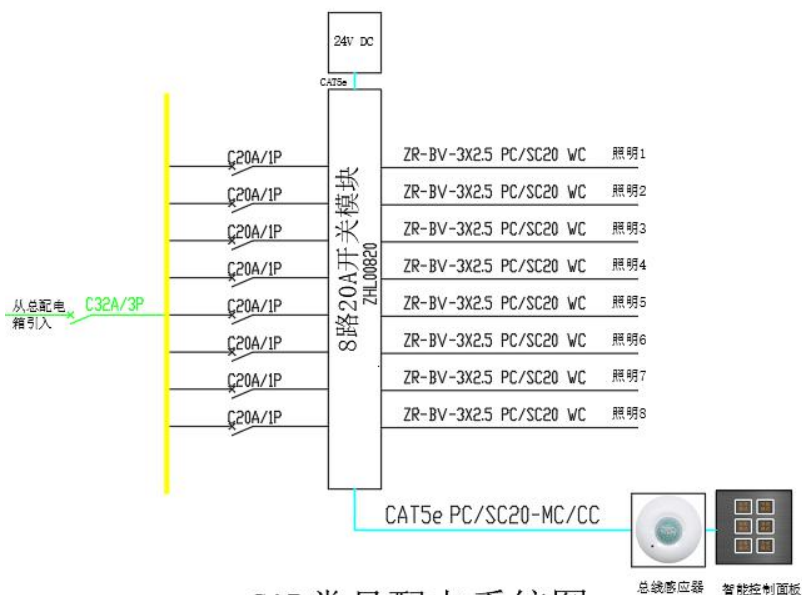 24V DC
CAT5e
C20A/1P
ZR-BV-3X2.5 PC/SC20 WC 照明1
C20A/1P
ZR-BV-3X2.5 PC/SC20 WC 照明2
C20A/1P
ZR-BV-3X2.5 PC/SC20 WC 照明3
C20A/1P
ZR-BV-3X2.5 PC/SC20 WC 照明4
从总配电
箱引入
C32A/3P
C20A/1P
ZR-BV-3X2.5 PC/SC20 WC 照明5
C20A/1P
ZR-BV-3X2.5 PC/SC20 WC 照明6
C20A/1P
ZR-BV-3X2.5 PC/SC20 WC 照明7
C20A/1P
ZR-BV-3X2.5 PC/SC20 WC 照明8
8路20A开关模块
ZHL00820
CAT5e PC/SC20-MC/CC
总线感应器
智能控制面板